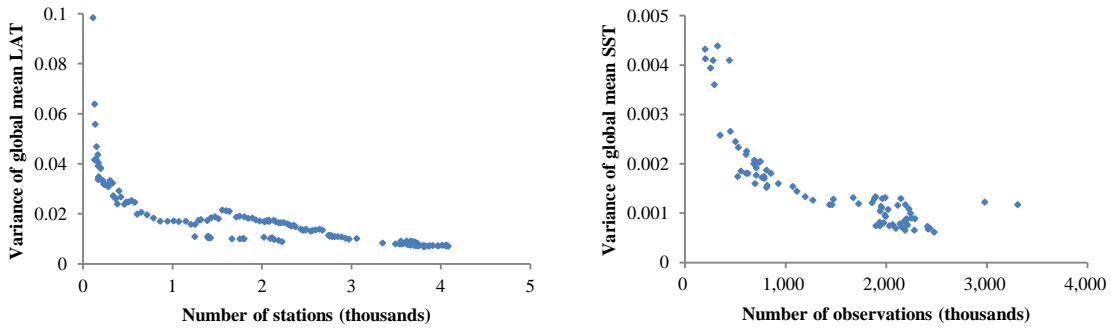 Variance of global mean LAT
0.1
0.08
0.06
0.04
0.02
0
0 1 2 3 4 5
Number of stations (thousands)
Variance of global mean SST
0.005
0.004
0.003
0.002
0.001
0
0 1,000 2,000 3,000 4,000
Number of observations (thousands)